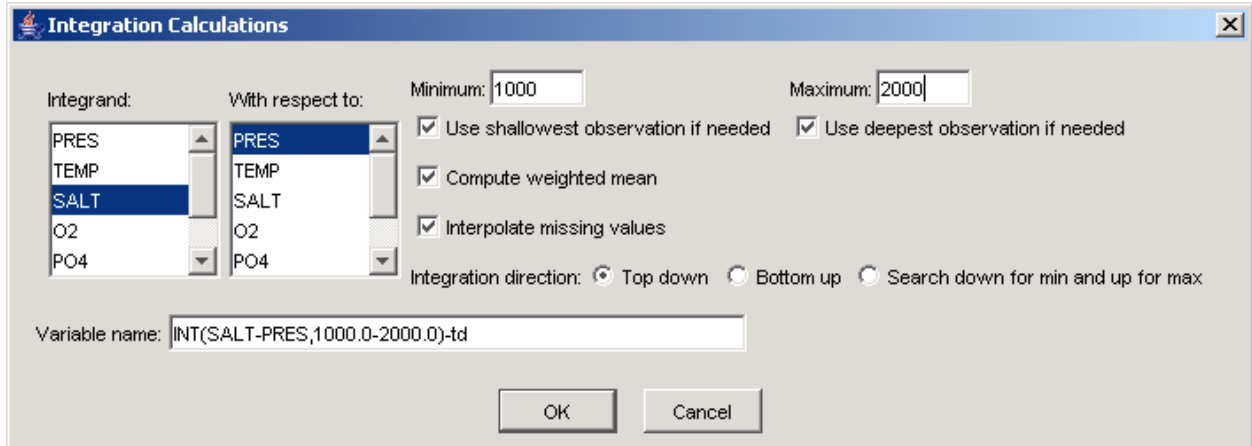 Integration Calculations
Integrand:
With respect to:
Minimum: 1000
Maximum: 2000
PRES
TEMP
SALT
O2
PO4
PRES
TEMP
SALT
O2
PO4
Use shallowest observation if needed
Use deepest observation if needed
Compute weighted mean
Interpolate missing values
Integration direction: Top down Bottom up Search down for min and up for max
Variable name: INT(SALT-PRES,1000.0-2000.0)-td
OK
Cancel